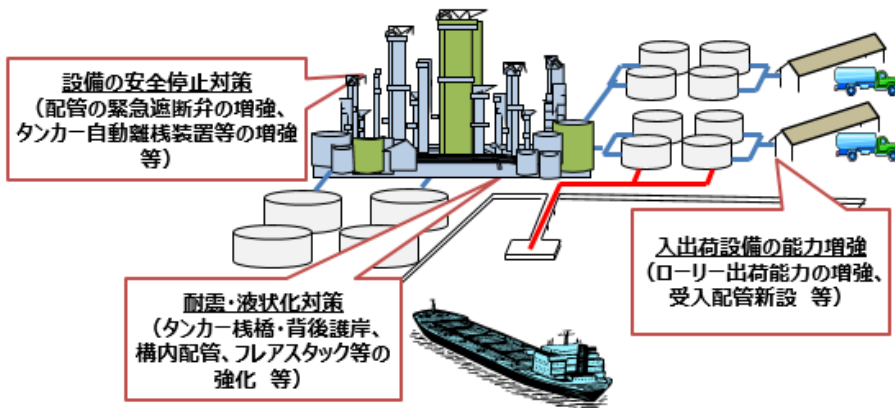 設備の安全停止対策
（配管の緊急遮断弁の増強、
タンカー自動離桟装置等の増強
等）
入出荷設備の能力増強
（ローリー出荷能力の増強、
受入配管新設　等）
耐震・液状化対策
（タンカー桟橋・背後護岸、
構内配管、フレアスタック等の
強化　等）